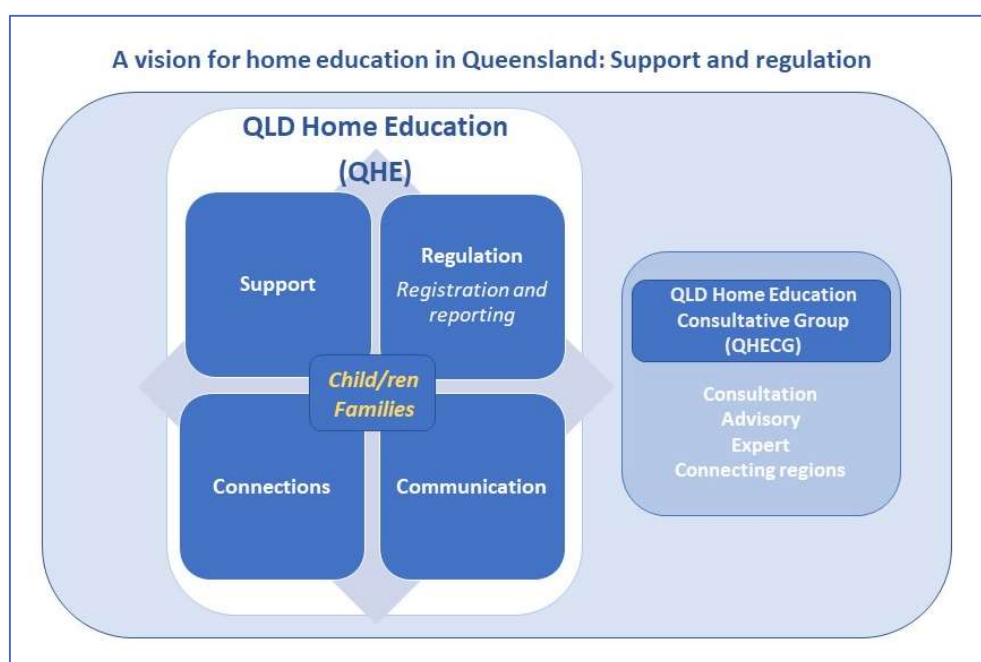 A vision for home education in Queensland: Support and regulation
QLD Home Education
(QHE)
Support
Regulation
Registration and
reporting
Child/ren
Families
Connections
Communication
QLD Home Education
Consultative Group
(QHECG)
Consultation
Advisory
Expert
Connecting regions